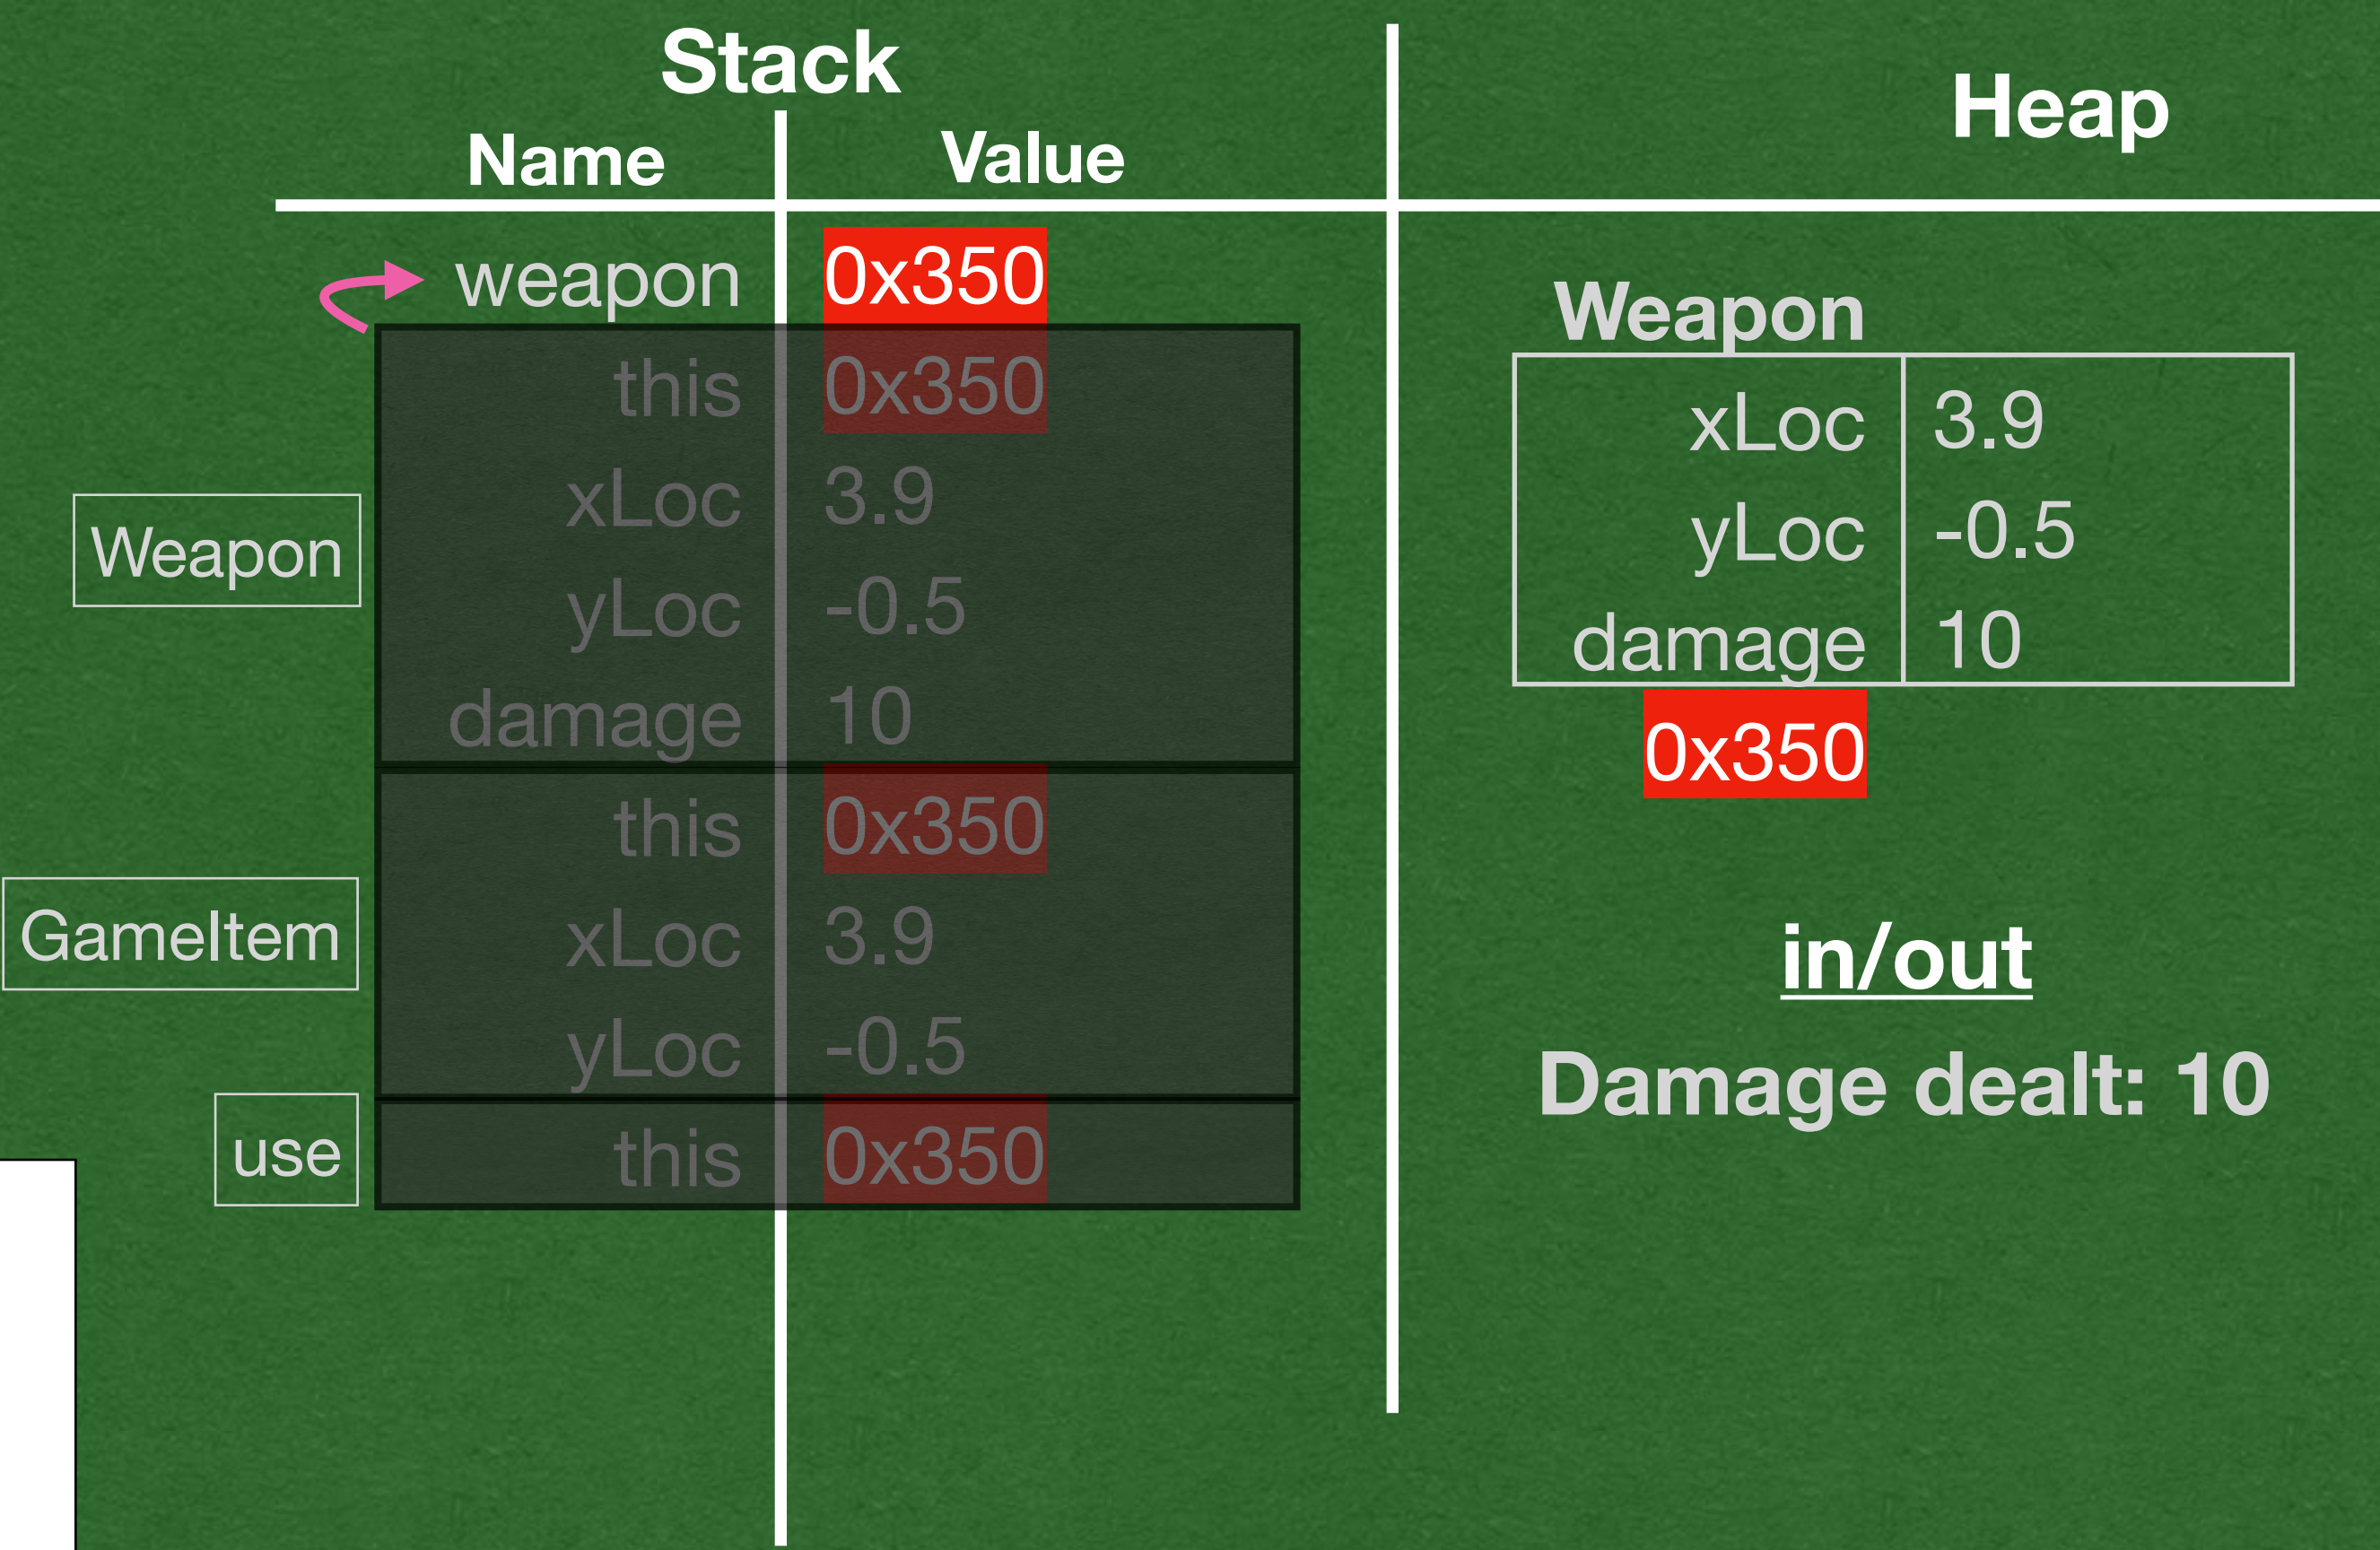 Stack
Name Value
weapon 0x350
this 0x350
xLoc 3.9
yLoc -0.5
damage 10
Weapon
this 0x350
xLoc 3.9
yLoc -0.5
GameItem
this 0x350
use
Heap
Weapon
xLoc 3.9
yLoc -0.5
damage 10
0x350
in/out
Damage dealt: 10